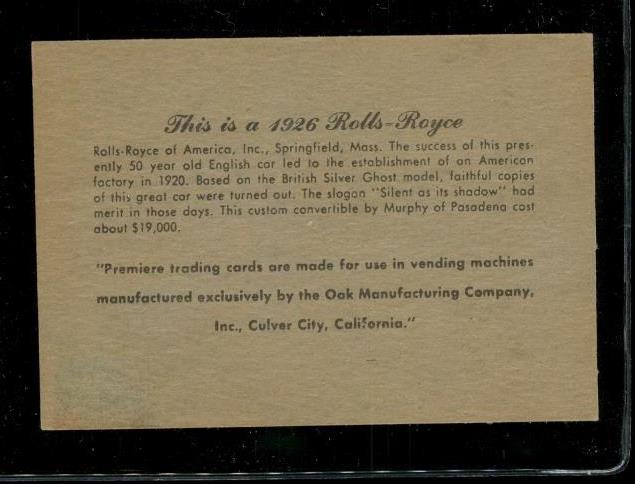 This is a 1926 Rolls-Royce
Rolls-Royce of America, Inc., Springfield, Mass. The success of this pres-
ently 50 year old English car led to the establishment of an American
factory in 1920. Based on the British Silver Ghost model, faithful copies
of this great car were turned out. The slogan "Silent as its shadow" had
merit in those days. This custom convertible by Murphy of Pasadena cost
about $19,000.
"Premiere trading cards are made for use in vending machines
manufactured exclusively by the Oak Manufacturing Company,
Inc., Culver City, California."